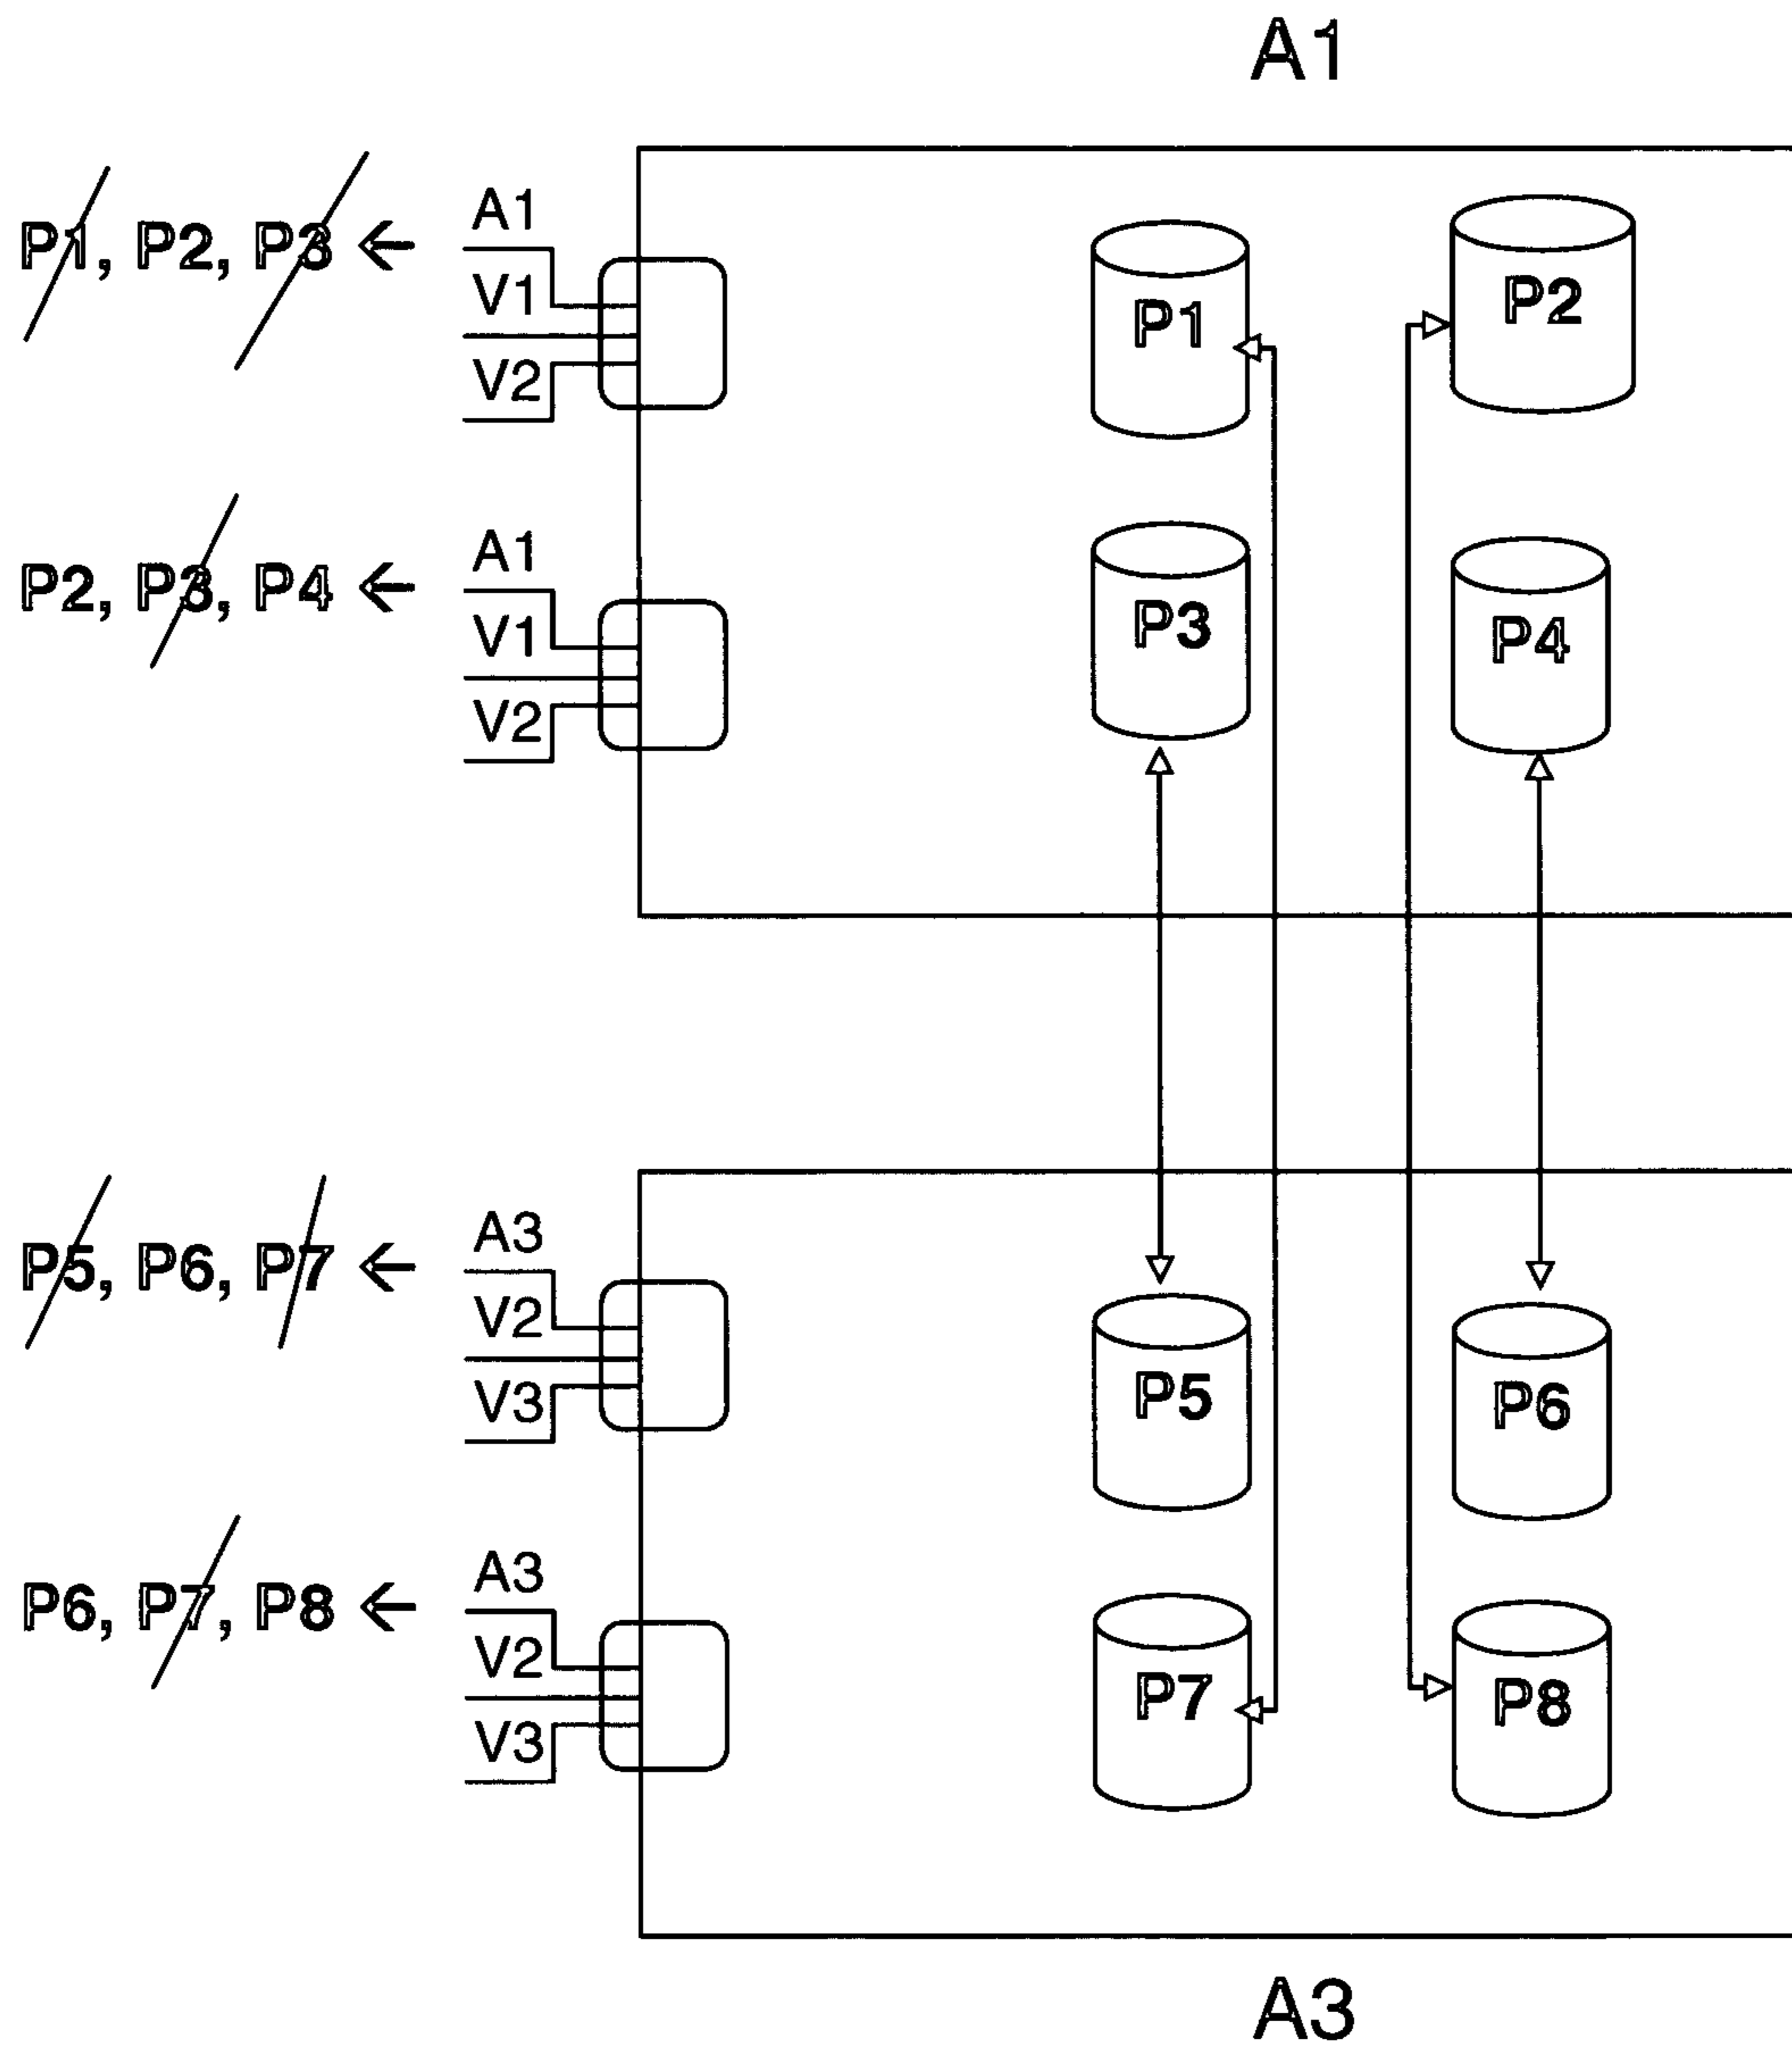 A1
P1, P2, P3 ← A1
V1
V2
P1
P2
P2, P3, P4 ← A1
V1
V2
P3
P4
P5, P6, P7 ← A3
V2
V3
P5
P6
P6, P7, P8 ← A3
V2
V3
P7
P8
A3